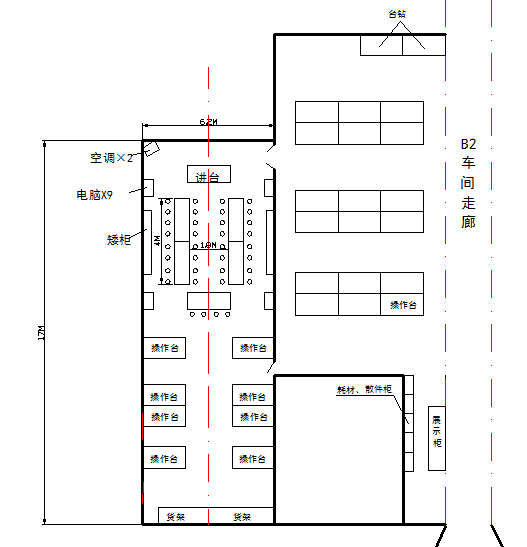 台钻
6.2M
B2
车
间
走
廊
空调×2
讲台
电脑X9
矮柜
4M
1.8M
操作台
17M
操作台
操作台
耗材、散件柜
操作台
操作台
操作台
操作台
展
示
柜
操作台
操作台
货架
货架